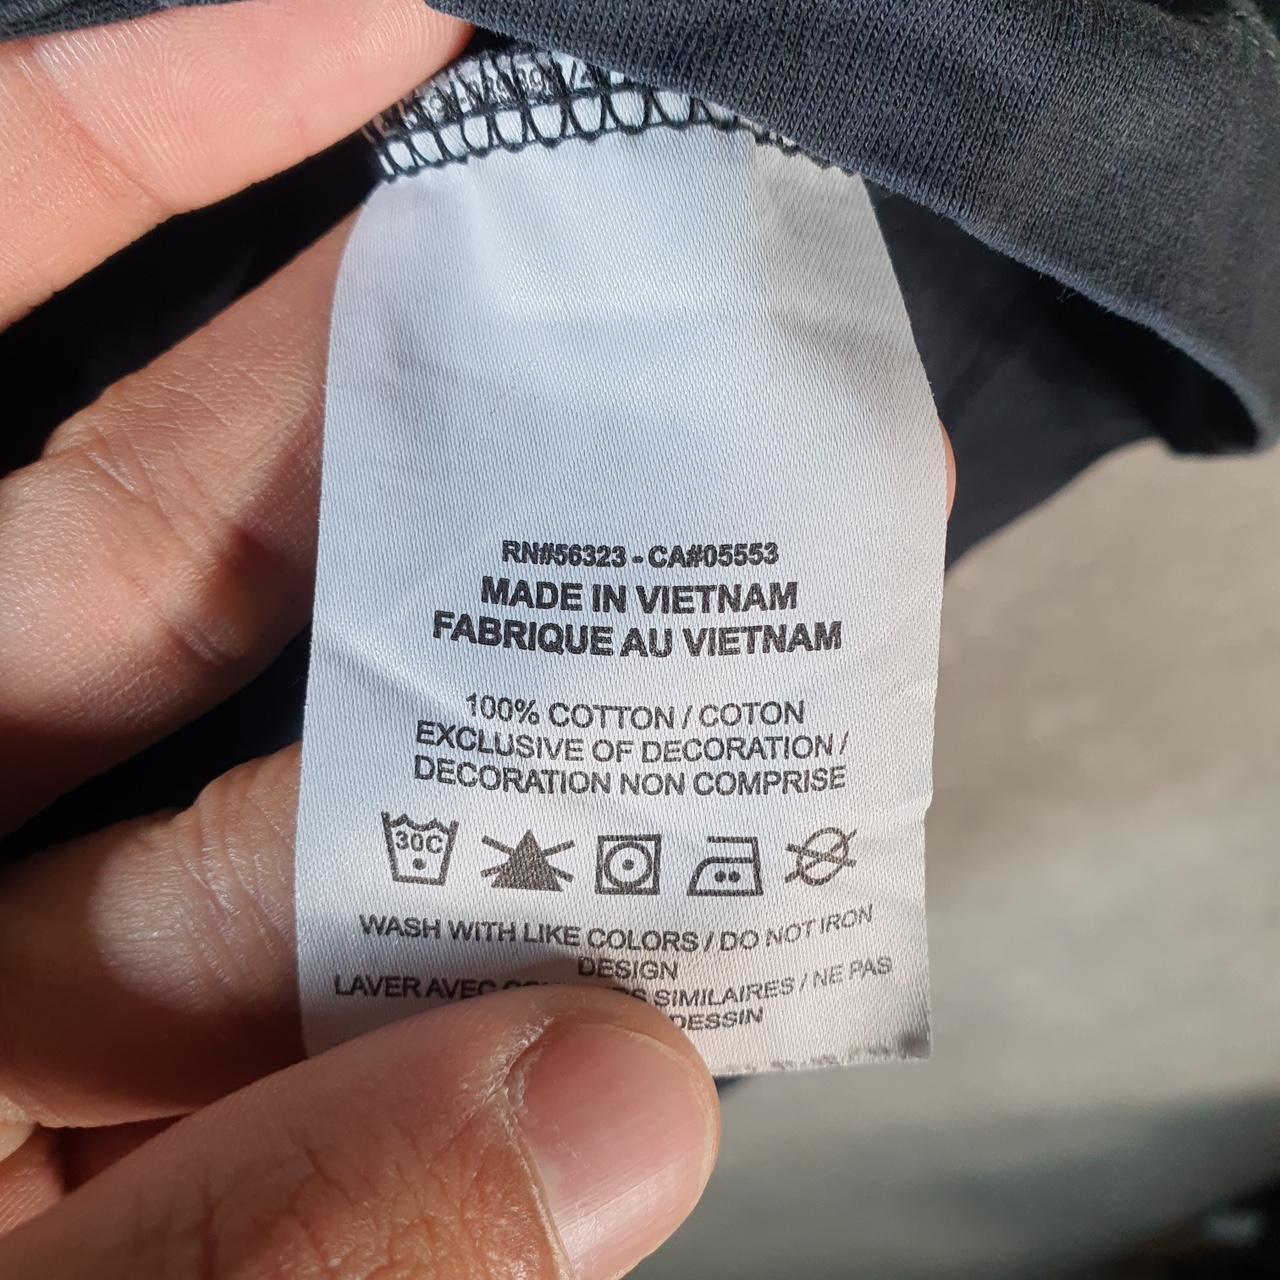 RN#56323 - CA#05553
MADE IN VIETNAM
FABRIQUE AU VIETNAM
100% COTTON / COTON
EXCLUSIVE OF DECORATION /
DECORATION NON COMPRISE
30C
WASH WITH LIKE COLORS / DO NOT IRON
DESIGN
LAVER AVEC SIMILAIRES / NE PAS
DESSIN